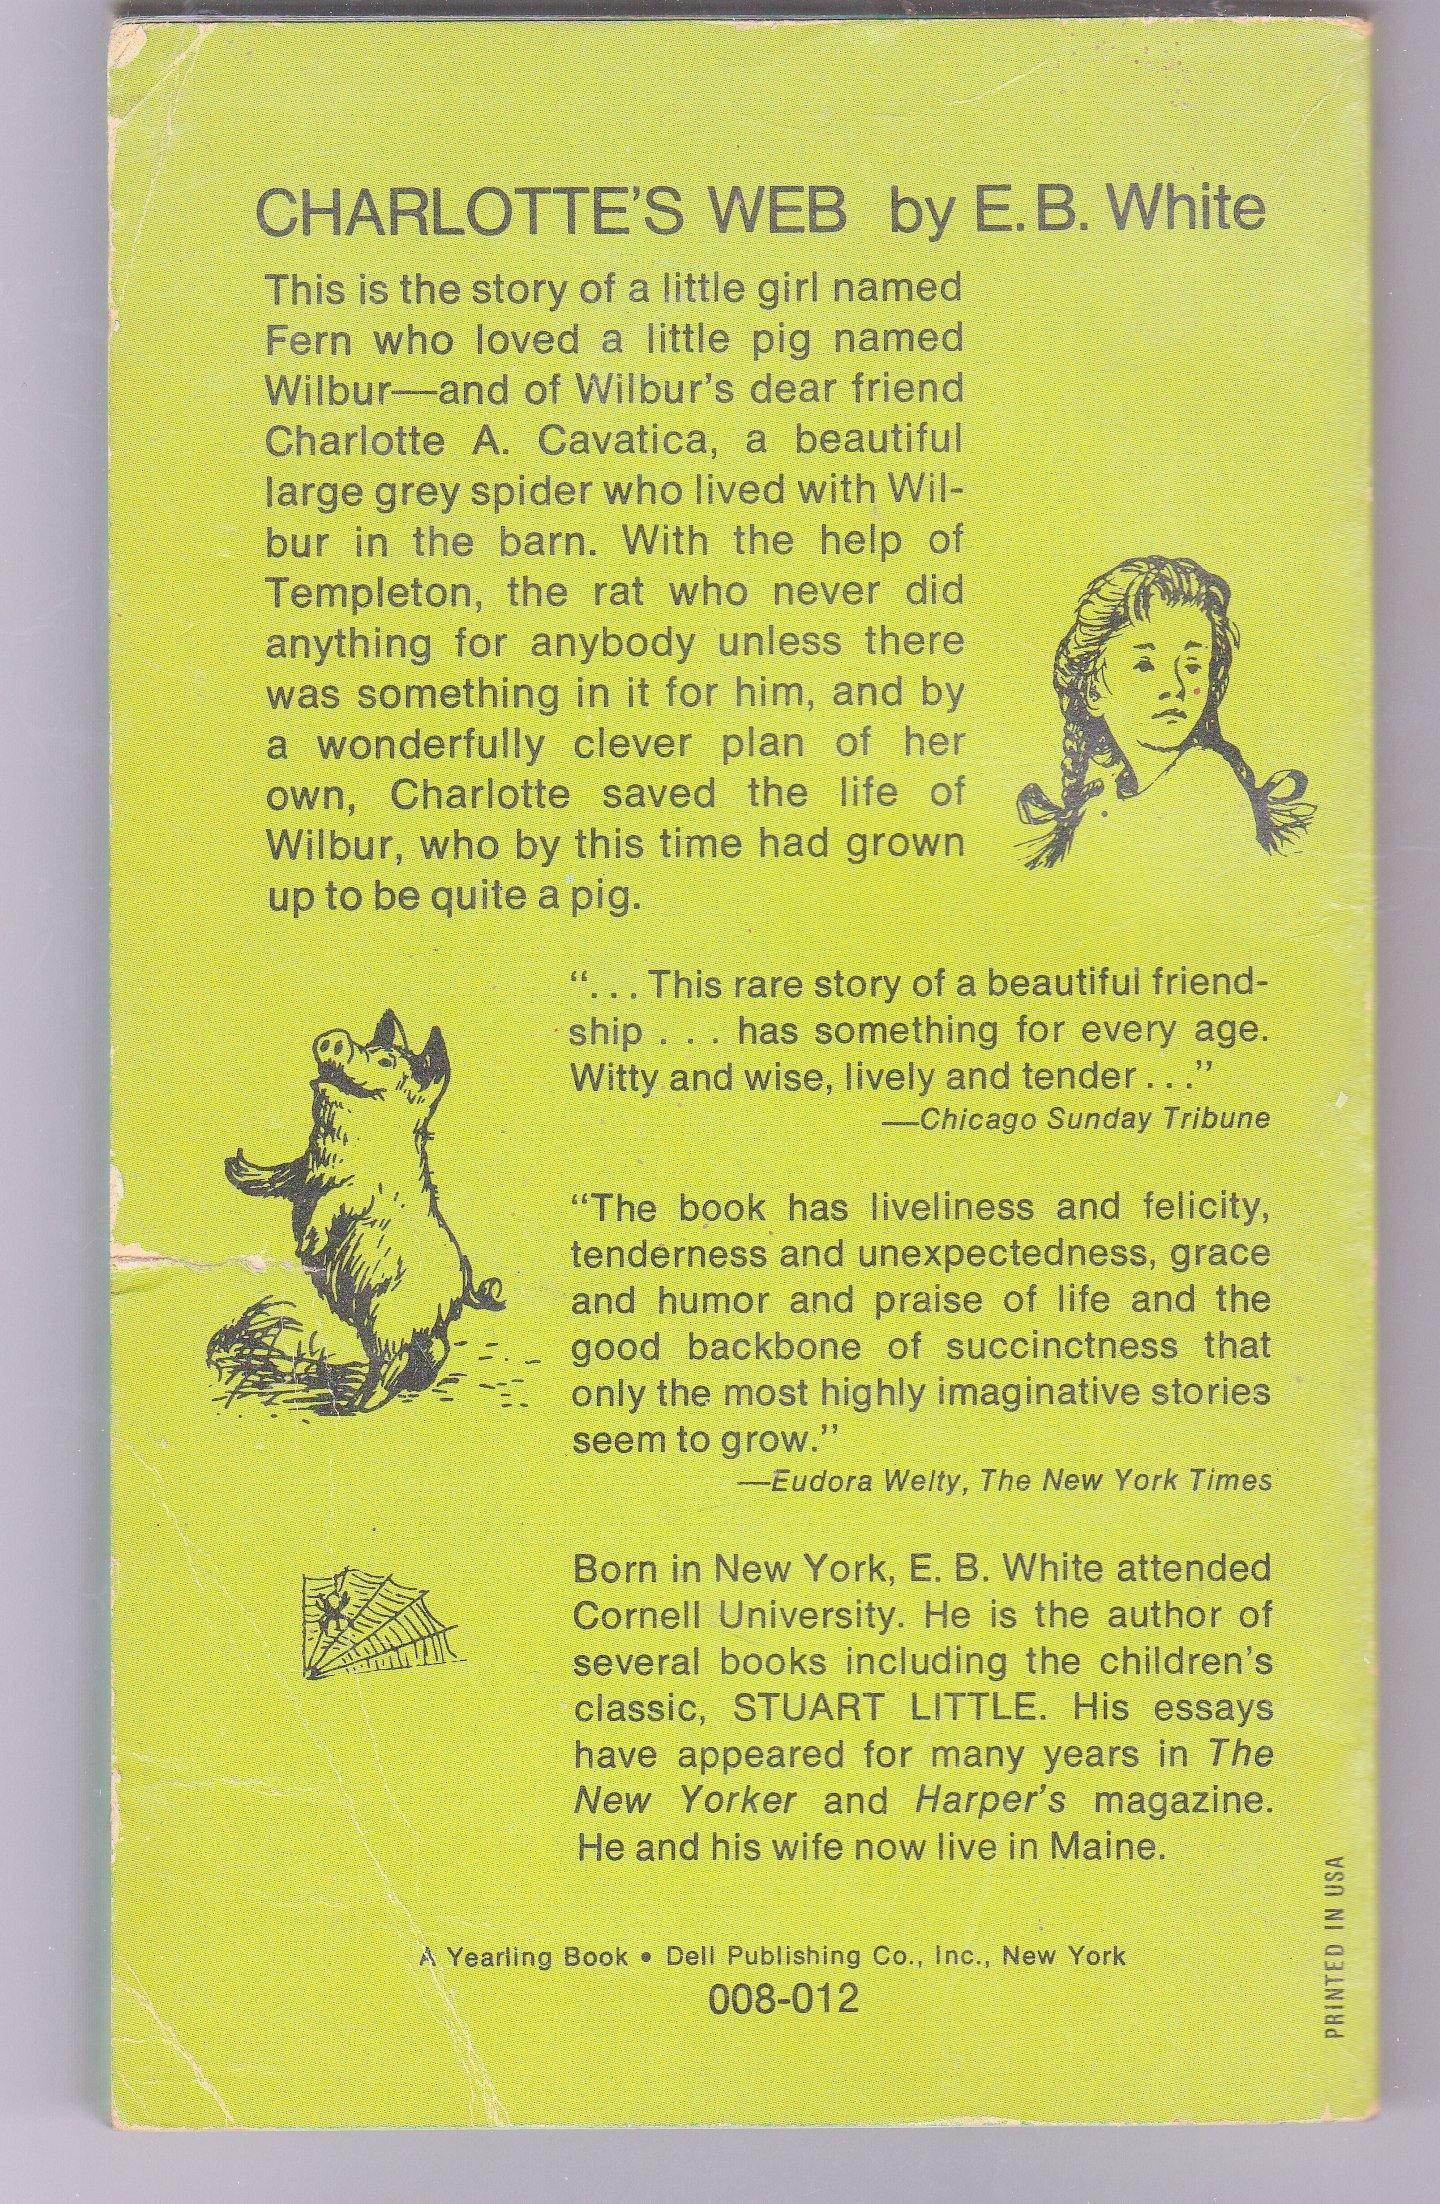 CHARLOTTE'S WEB by E.B. White
This is the story of a little girl named
Fern who loved a little pig named
Wilbur—and of Wilbur's dear friend
Charlotte A. Cavatica, a beautiful
large grey spider who lived with Wil-
bur in the barn. With the help of
Templeton, the rat who never did
anything for anybody unless there
was something in it for him, and by
a wonderfully clever plan of her
own, Charlotte saved the life of
Wilbur, who by this time had grown
up to be quite a pig.
“. . . This rare story of a beautiful friend-
ship . . . has something for every age.
Witty and wise, lively and tender . . .”
—Chicago Sunday Tribune
“The book has liveliness and felicity,
tenderness and unexpectedness, grace
and humor and praise of life and the
good backbone of succinctness that
only the most highly imaginative stories
seem to grow.”
—Eudora Welty, The New York Times
Born in New York, E. B. White attended
Cornell University. He is the author of
several books including the children's
classic, STUART LITTLE. His essays
have appeared for many years in The
New Yorker and Harper's magazine.
He and his wife now live in Maine.
A Yearling Book • Dell Publishing Co., Inc., New York
008-012
PRINTED IN USA